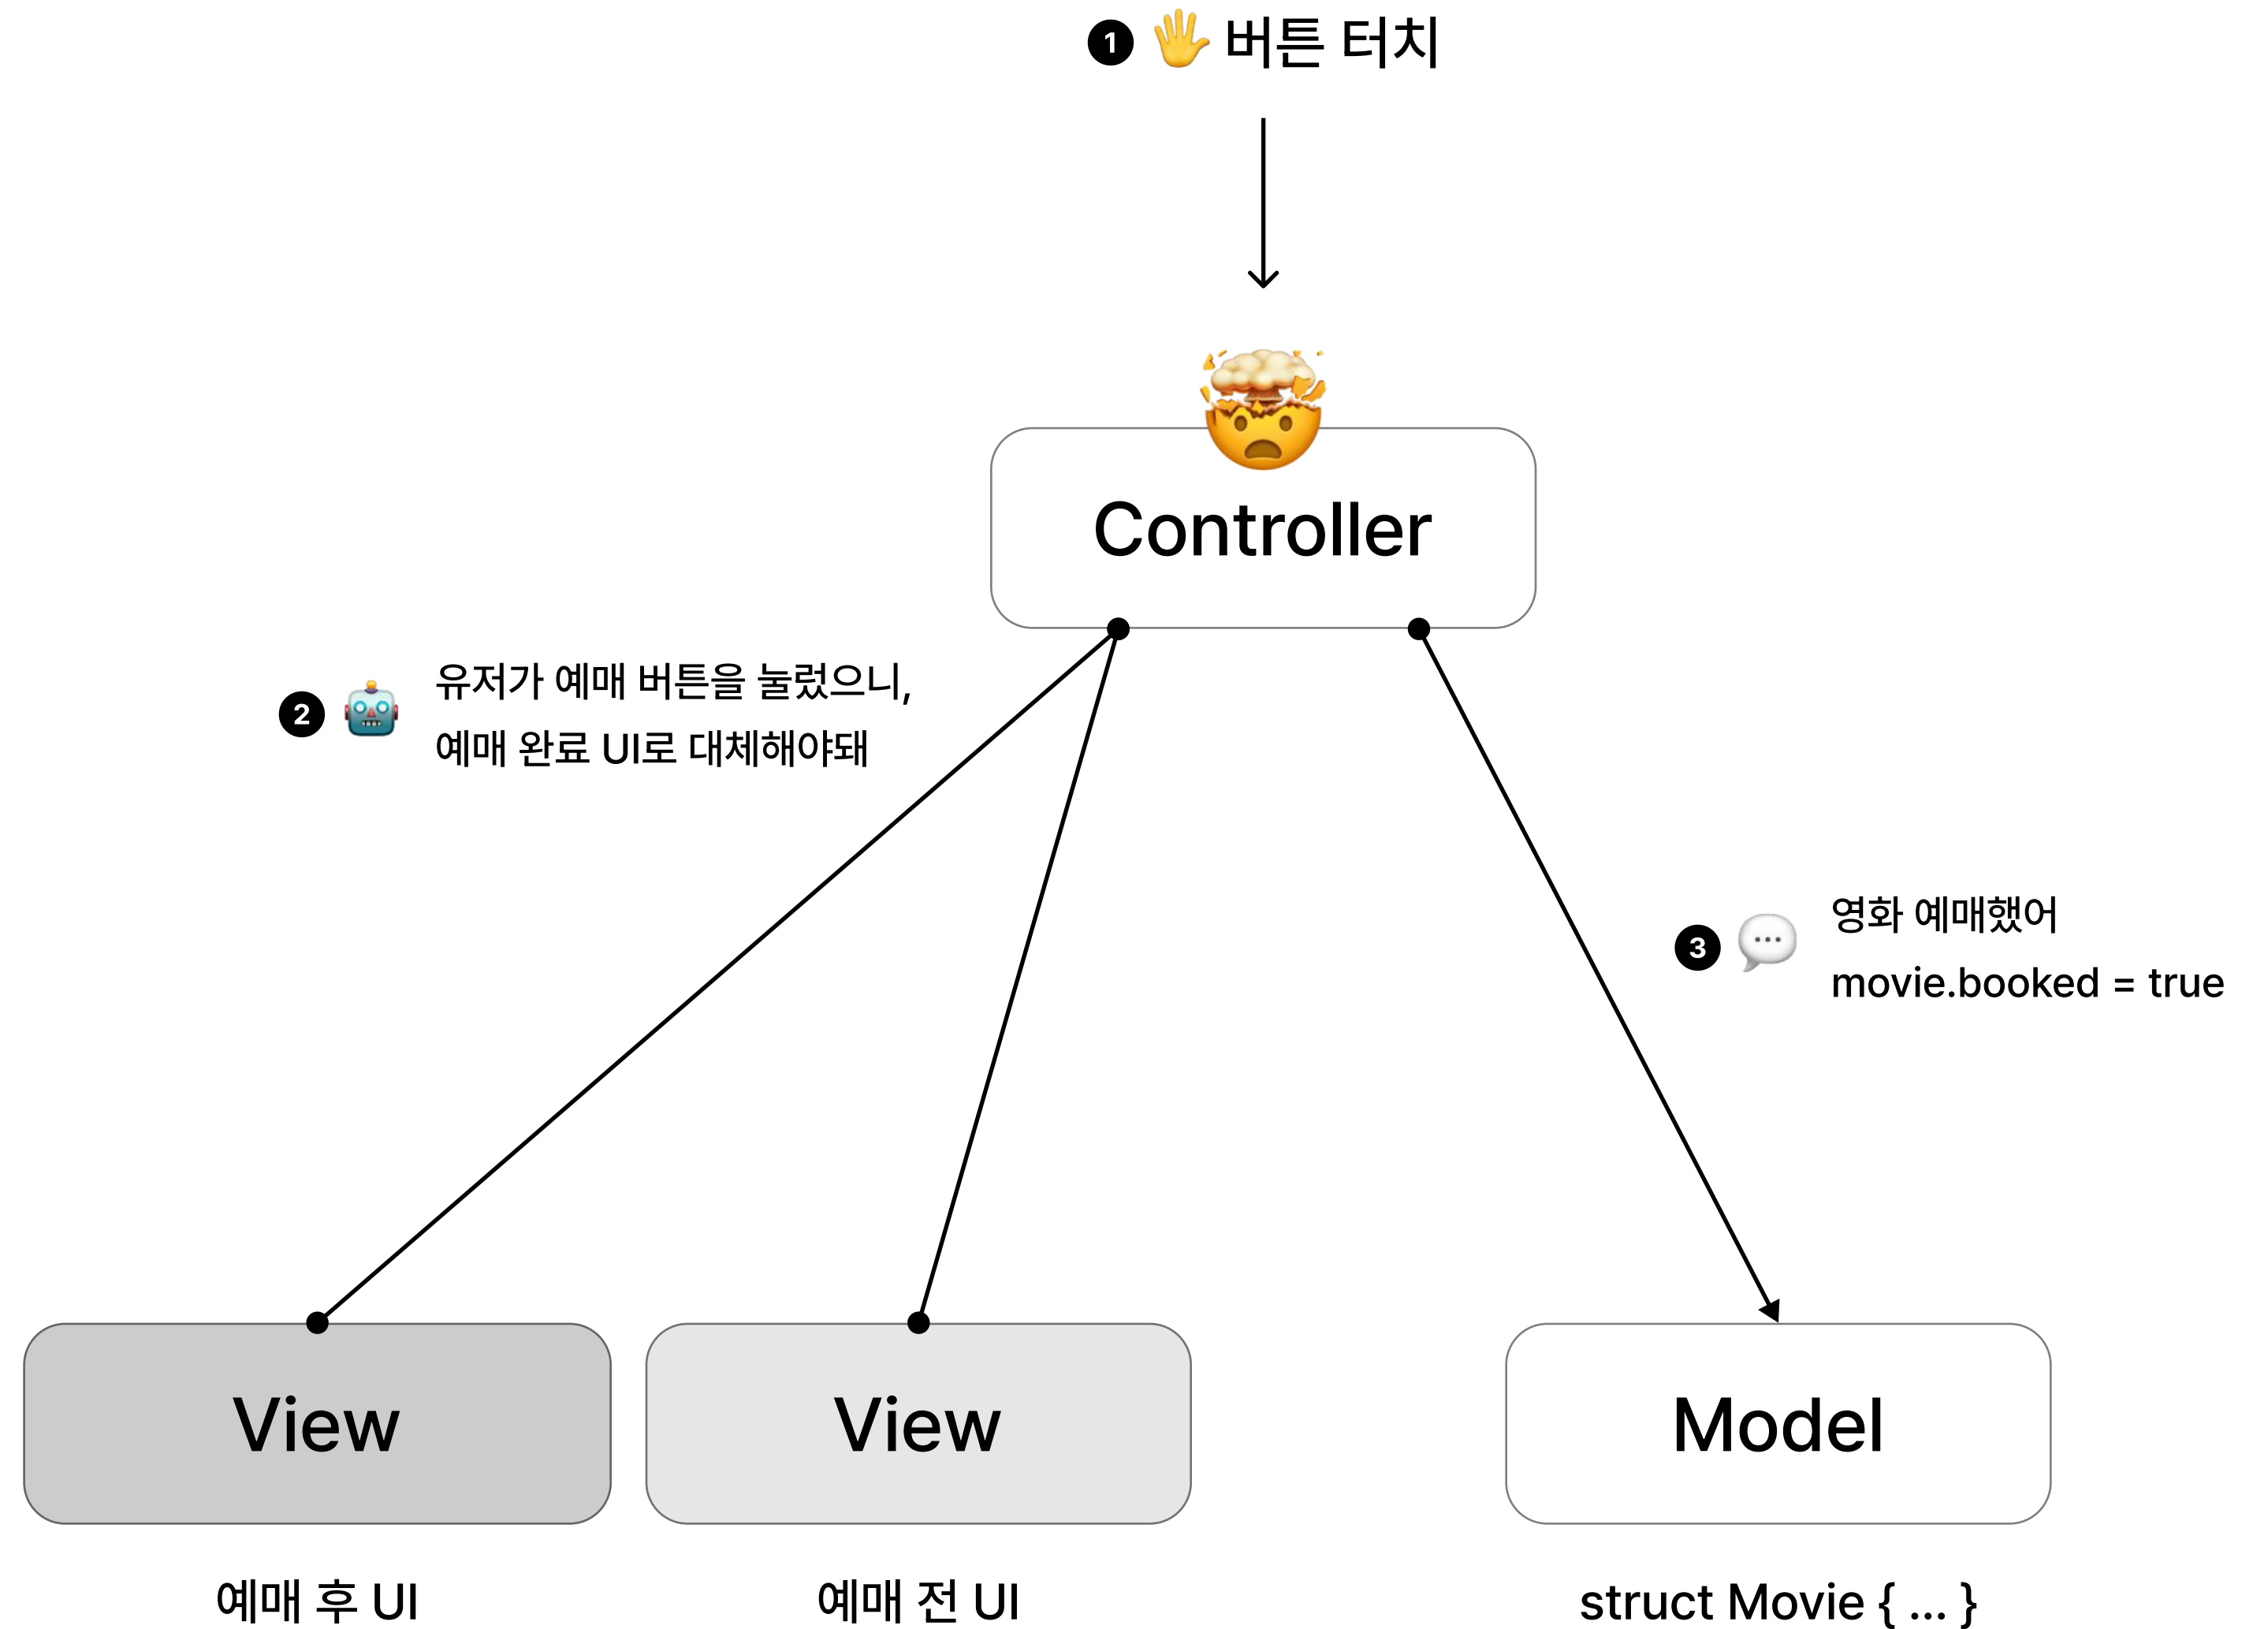 1 버튼 터치
Controller
2 유저가 예매 버튼을 눌렀으니,
예매 완료 UI로 대체해야돼
3 영화 예매했어
movie.booked = true
View
View
Model
예매 후 UI
예매 전 UI
struct Movie { ... }